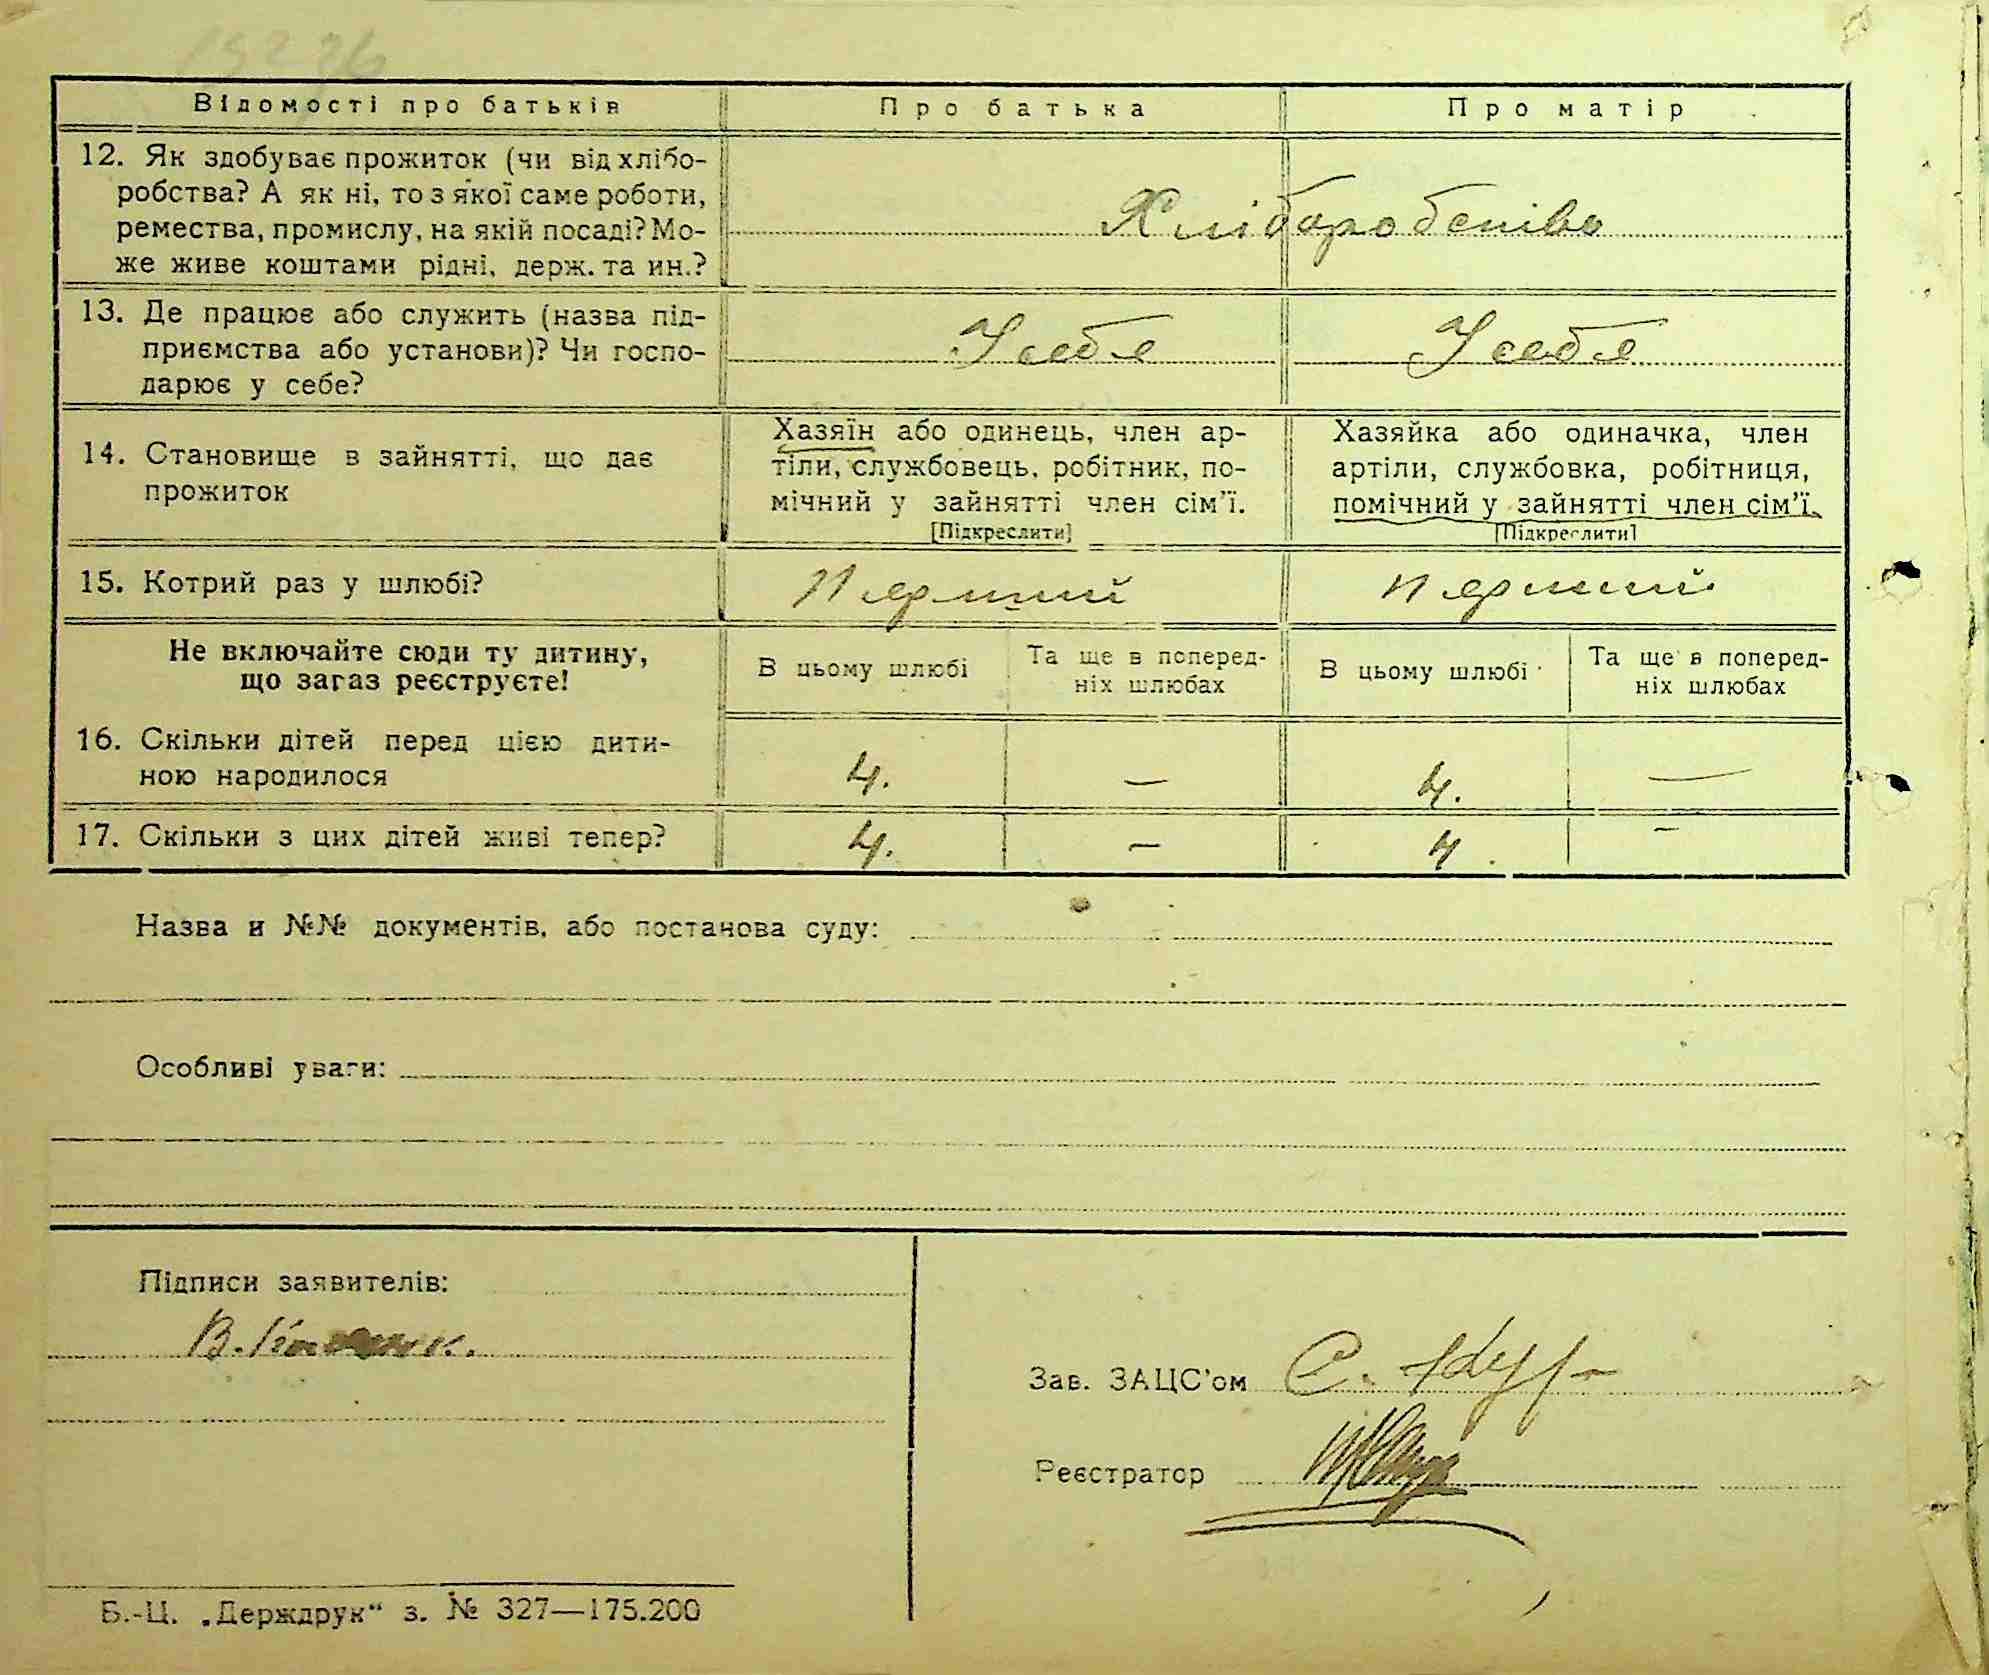 Відомості про батьків Про батька Про матір
12. Як здобуває прожиток (чи від хлібо-
робства? А як ні, то з якої саме роботи,
ремества, промислу, на якій посаді? Мо-
же живе коштами рідні, держ. та ин.?
Хліборобство
13. Де працює або служить (назва під-
приємства або установи)? Чи госпо-
дарює у себе?
У себе У себе
14. Становище в зайнятті, що дає
прожиток
Хазяїн або одинець, член ар-
тіли, службовець, робітник, по-
мічний у зайнятті член сім'ї.
[Підкреслити]
Хазяйка або одиначка, член
артіли, службовка, робітниця,
помічний у зайнятті член сім'ї.
[Підкреслити]
15. Котрий раз у шлюбі? перший перший
Не включайте сюди ту дитину,
що зараз реєструєте!
В цьому шлюбі
Та ще в поперед-
ніх шлюбах
В цьому шлюбі
Та ще в поперед-
ніх шлюбах
16. Скільки дітей перед цією дити-
ною народилося
4. — 4. —
17. Скільки з цих дітей живі тепер? 4. — 4. —
Назва и №№ документів, або постанова суду:
Особливі уваги:
Підписи заявителів:
В.
Зав. ЗАЦС'ом С.
Реєстратор
Б.-Ц. „Держдрук“ з. № 327—175.200